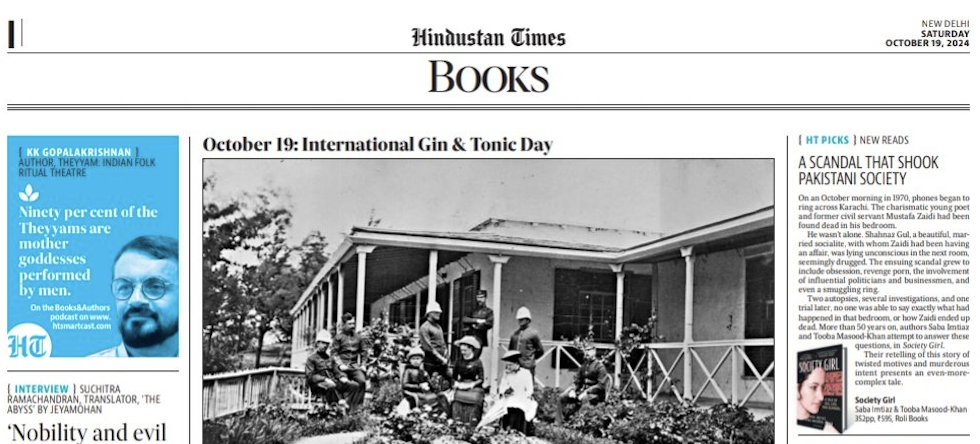 Hindustan Times
NEW DELHI
SATURDAY
OCTOBER 19, 2024
BOOKS
[ KK GOPALAKRISHNAN ]
AUTHOR, THEYYAM: INDIAN FOLK
RITUAL THEATRE
Ninety per cent of the
Theyyams are
mother
goddesses
performed
by men.
On the Books&Authors
podcast on www.
htsmartcast.com
HT
[ INTERVIEW ] SUCHITRA
RAMACHANDRAN, TRANSLATOR, ‘THE
ABYSS’ BY JEYAMOHAN
‘Nobility and evil
October 19: International Gin & Tonic Day
[ HT PICKS ] NEW READS
A SCANDAL THAT SHOOK
PAKISTANI SOCIETY
On an October morning in 1970, phones began to
ring across Karachi. The charismatic young poet
and former civil servant Mustafa Zaidi had been
found dead in his bedroom.
He wasn't alone. Shahnaz Gul, a beautiful, mar-
ried socialite, with whom Zaidi had been having
an affair, was lying unconscious in the next room,
seemingly drugged. The ensuing scandal grew to
include obsession, revenge porn, the involvement
of influential politicians and businessmen, and
even a smuggling ring.
Two autopsies, several investigations, and one
trial later, no one was able to say exactly what had
happened in that bedroom, or how Zaidi ended up
dead. More than 50 years on, authors Saba Imtiaz
and Tooba Masood-Khan attempt to answer these
questions, in Society Girl.
Their retelling of this story of
twisted motives and murderous
intent presents an even-more-
complex tale.
SOCIETY GIRL
Society Girl
Saba Imtiaz & Tooba Masood-Khan
352pp, ₹595, Roli Books